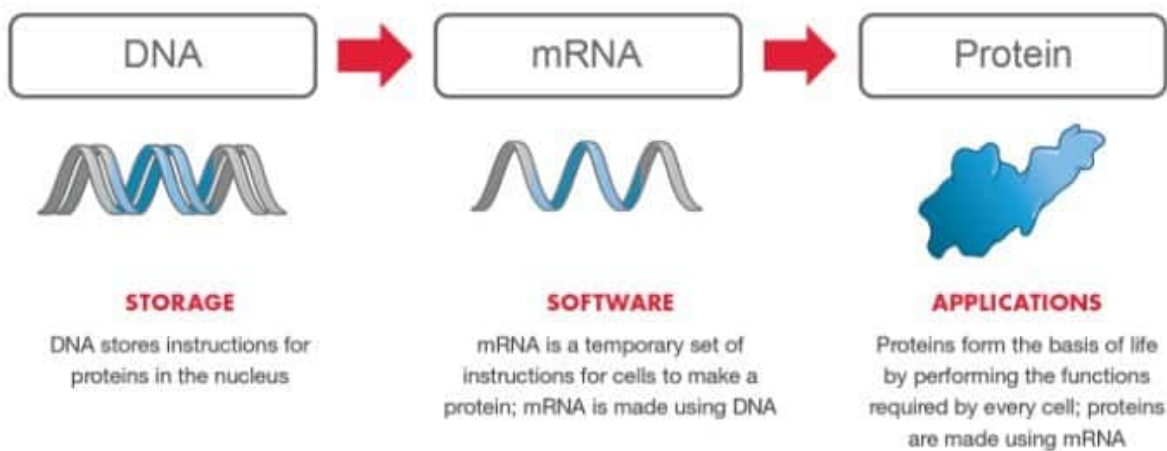 DNA
mRNA
Protein
STORAGE
DNA stores instructions for
proteins in the nucleus
SOFTWARE
mRNA is a temporary set of
instructions for cells to make a
protein; mRNA is made using DNA
APPLICATIONS
Proteins form the basis of life
by performing the functions
required by every cell; proteins
are made using mRNA